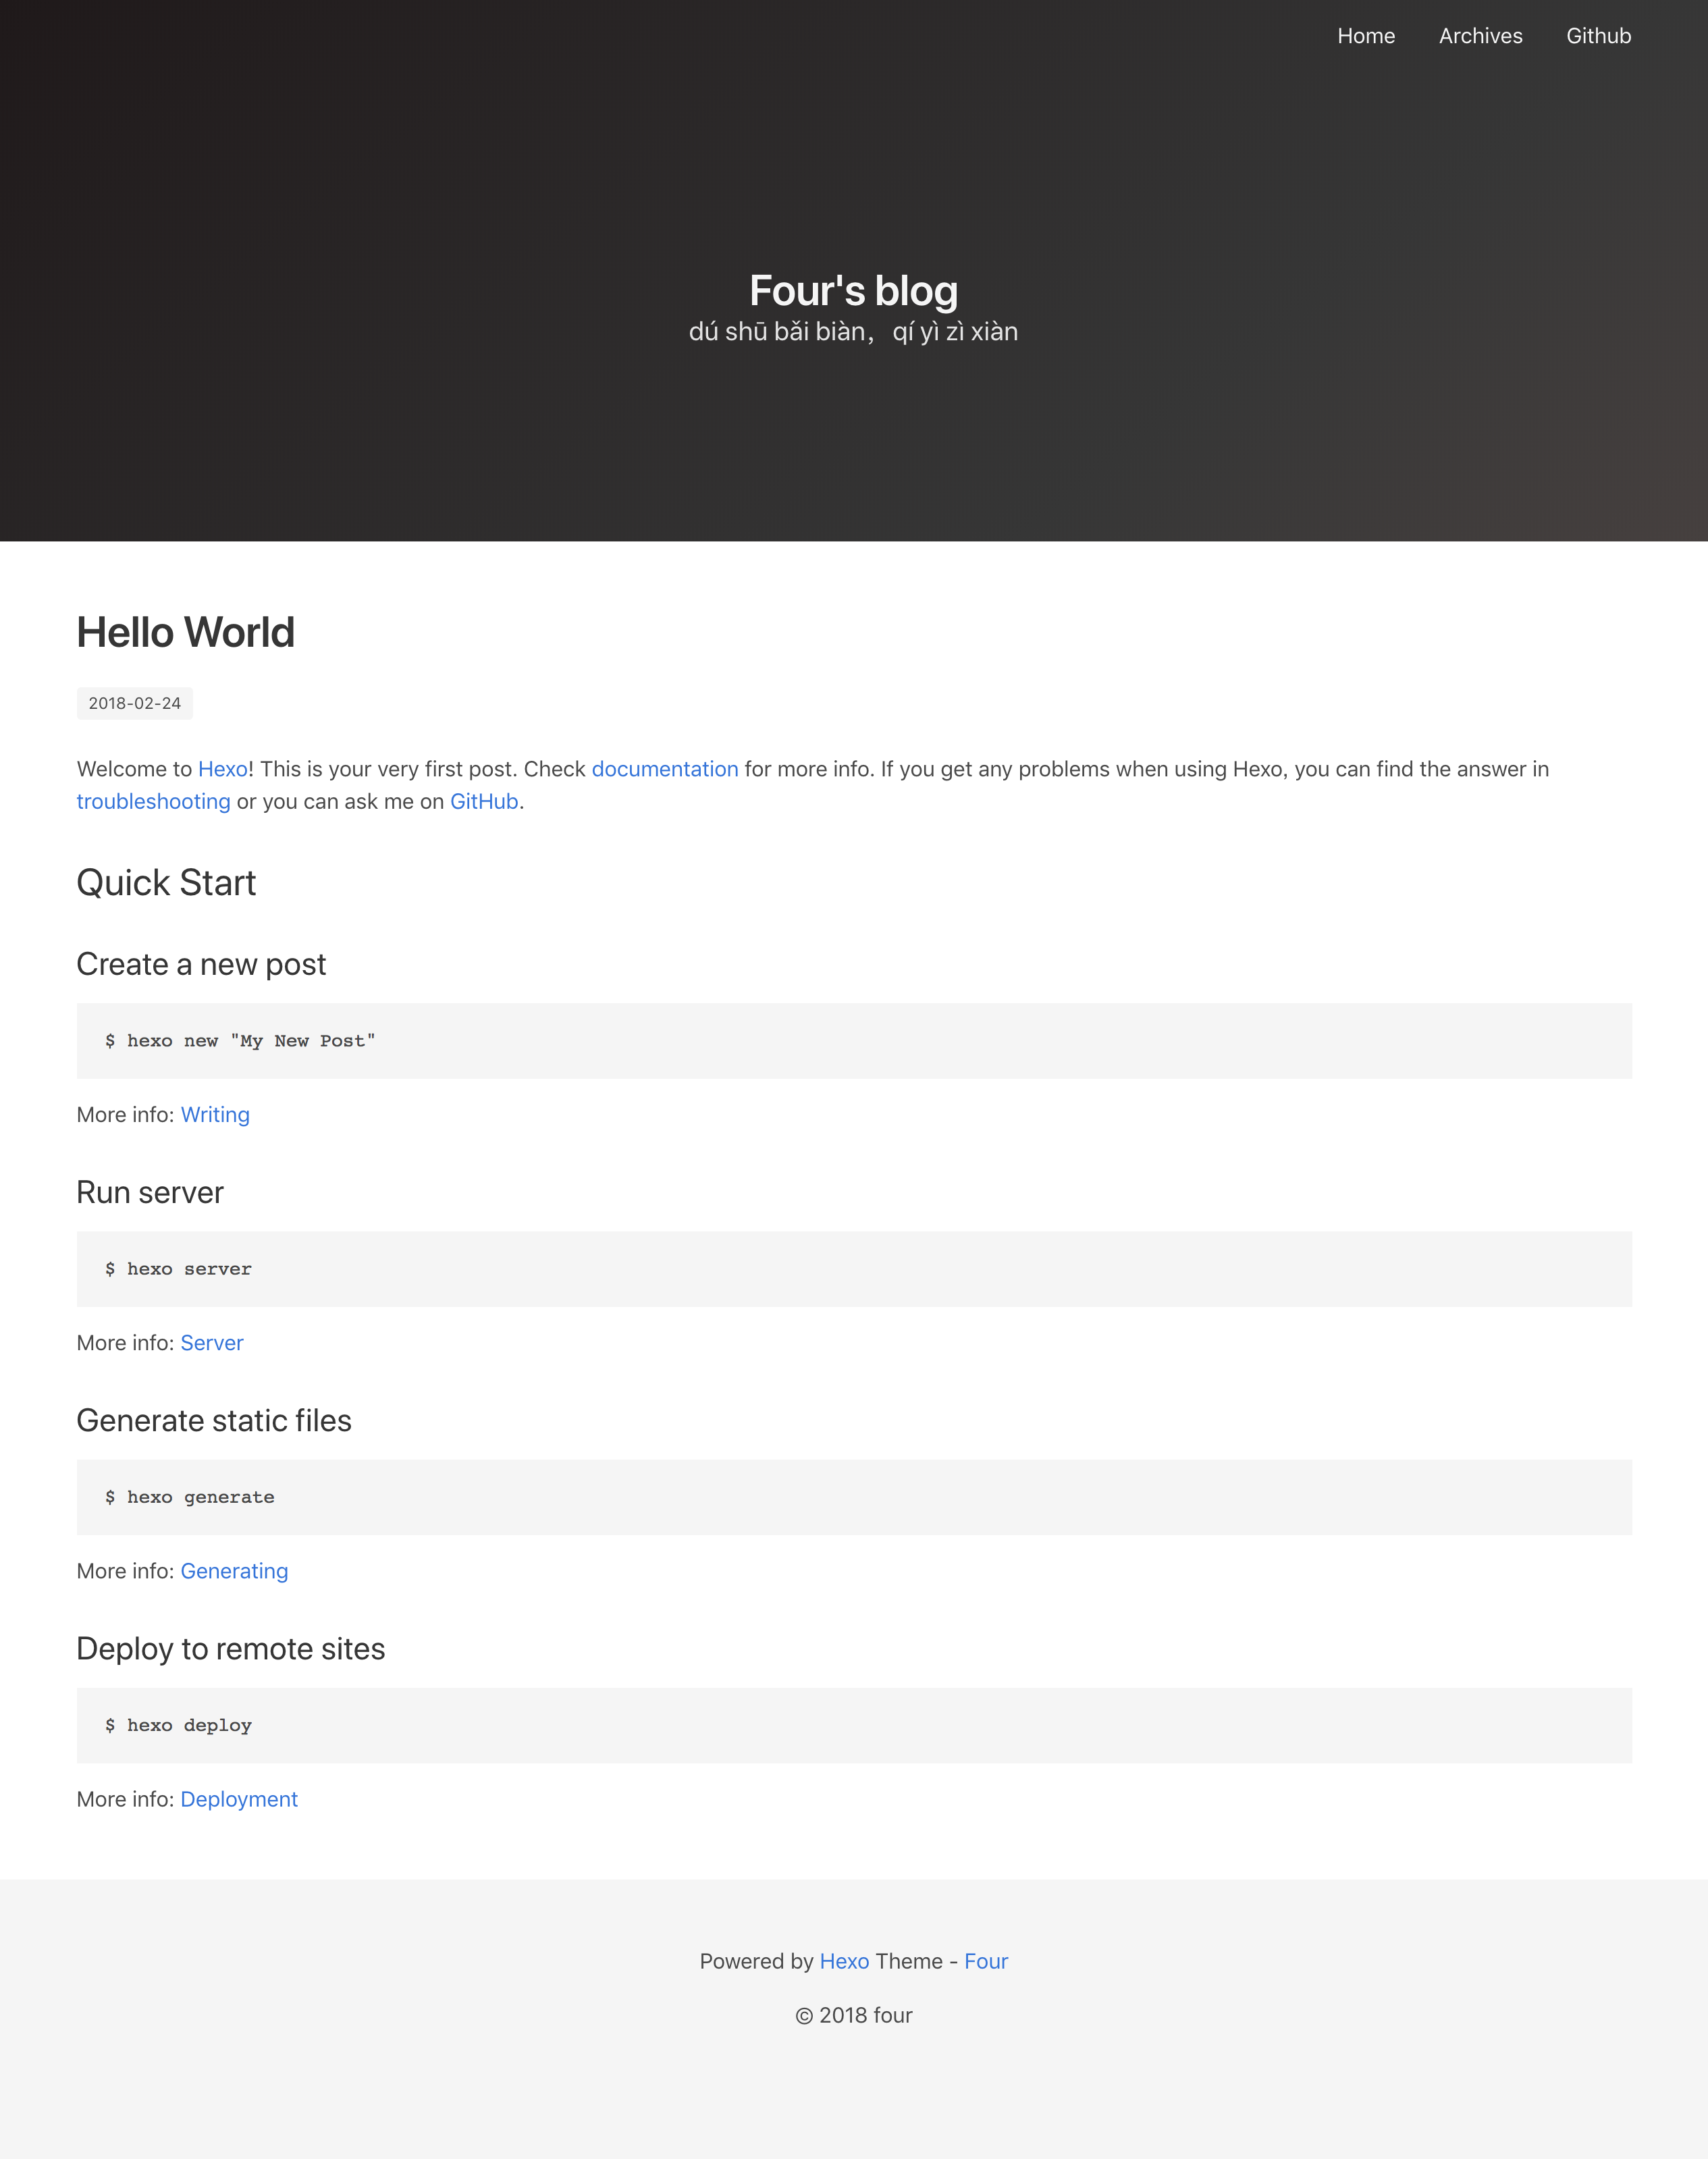 Home Archives Github
Four's blog
dú shū bǎi biàn，qí yì zì xiàn
Hello World
2018-02-24
Welcome to Hexo! This is your very first post. Check documentation for more info. If you get any problems when using Hexo, you can find the answer in
troubleshooting or you can ask me on GitHub.
Quick Start
Create a new post
$ hexo new "My New Post"
More info: Writing
Run server
$ hexo server
More info: Server
Generate static files
$ hexo generate
More info: Generating
Deploy to remote sites
$ hexo deploy
More info: Deployment
Powered by Hexo Theme - Four
© 2018 four